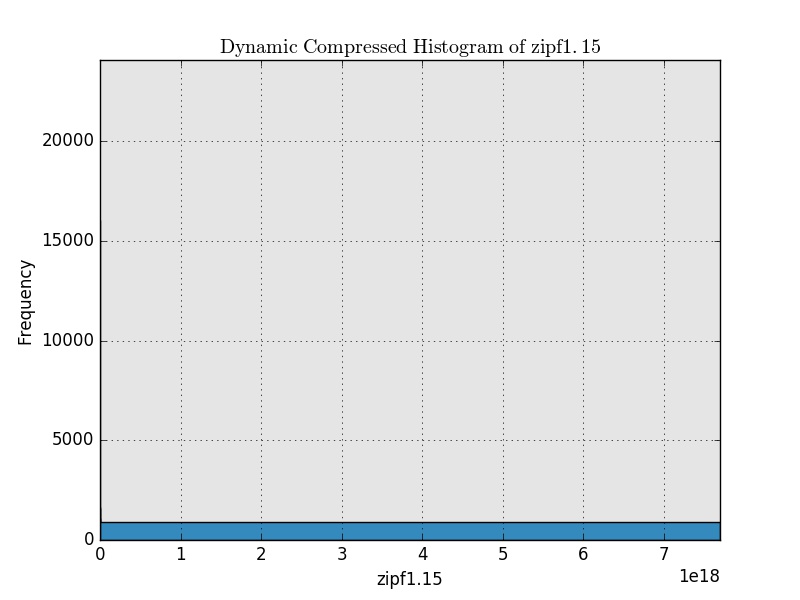 Dynamic Compressed Histogram of zipf1.15
20000
15000
10000
5000
0
Frequency
0 1 2 3 4 5 6 7
1e18
zipf1.15